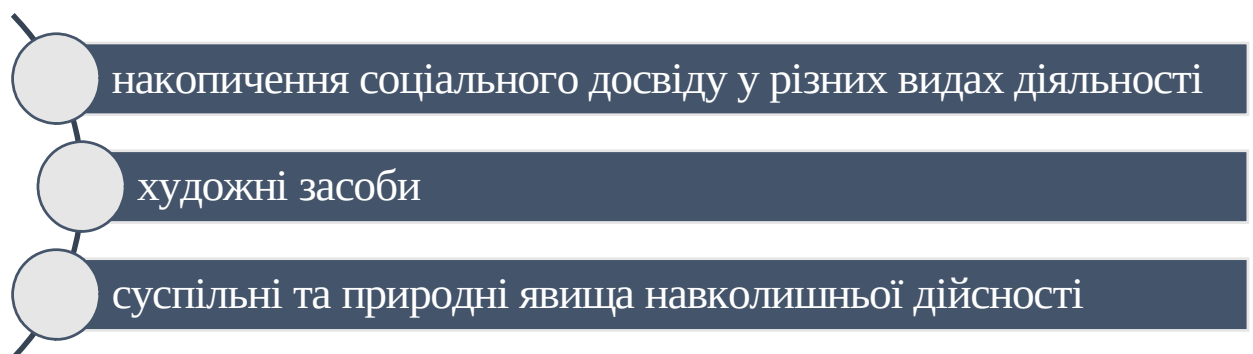 накопичення соціального досвіду у різних видах діяльності
художні засоби
суспільні та природні явища навколишньої дійсності